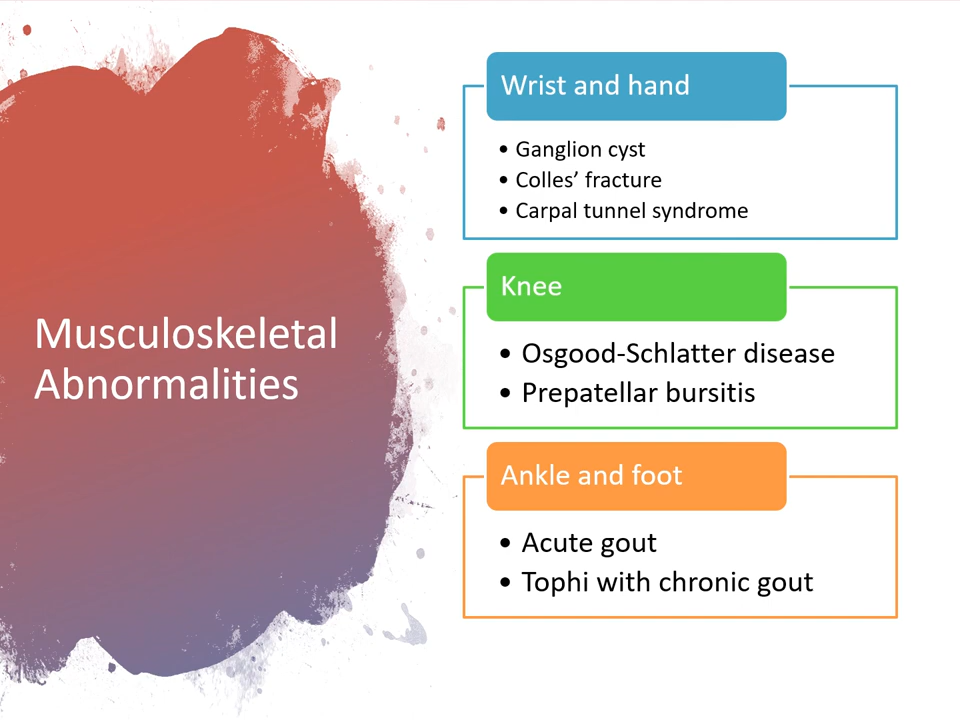 Musculoskeletal
Abnormalities
Wrist and hand
• Ganglion cyst
• Colles’ fracture
• Carpal tunnel syndrome
Knee
• Osgood-Schlatter disease
• Prepatellar bursitis
Ankle and foot
• Acute gout
• Tophi with chronic gout